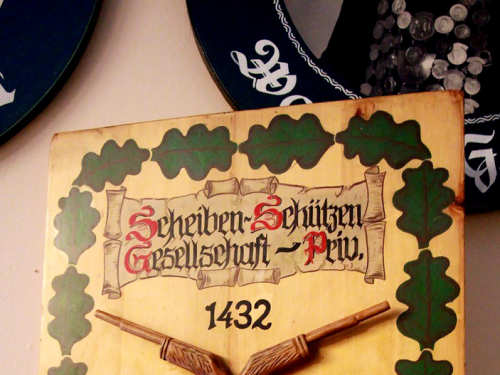 Scheiben~Schützen
Gesellschaft ~ Priv.
1432